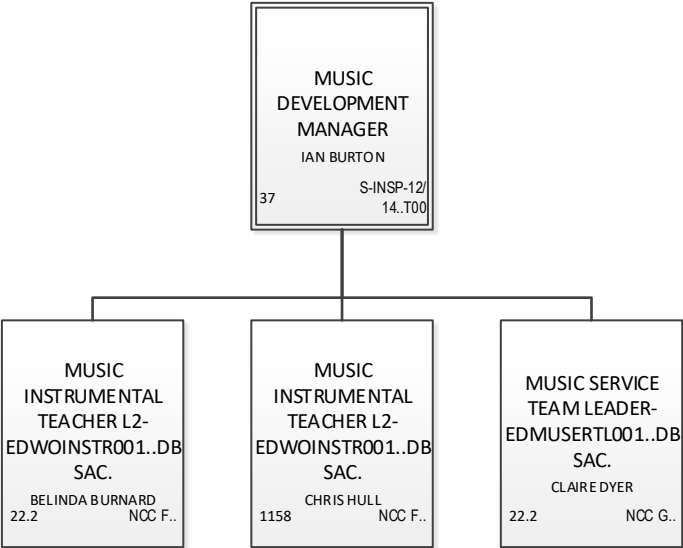 MUSIC
DEVELOPMENT
MANAGER
IAN BURTON
37
S-INSP-12/
14..T00
MUSIC
INSTRUMENTAL
TEACHER L2-
EDWOINSTR001..DB
SAC.
BELINDA BURNARD
22.2 NCC F..
MUSIC
INSTRUMENTAL
TEACHER L2-
EDWOINSTR001..DB
SAC.
CHRIS HULL
1158 NCC F..
MUSIC SERVICE
TEAM LEADER-
EDMUSERTL001..DB
SAC.
CLAIRE DYER
22.2 NCC G..